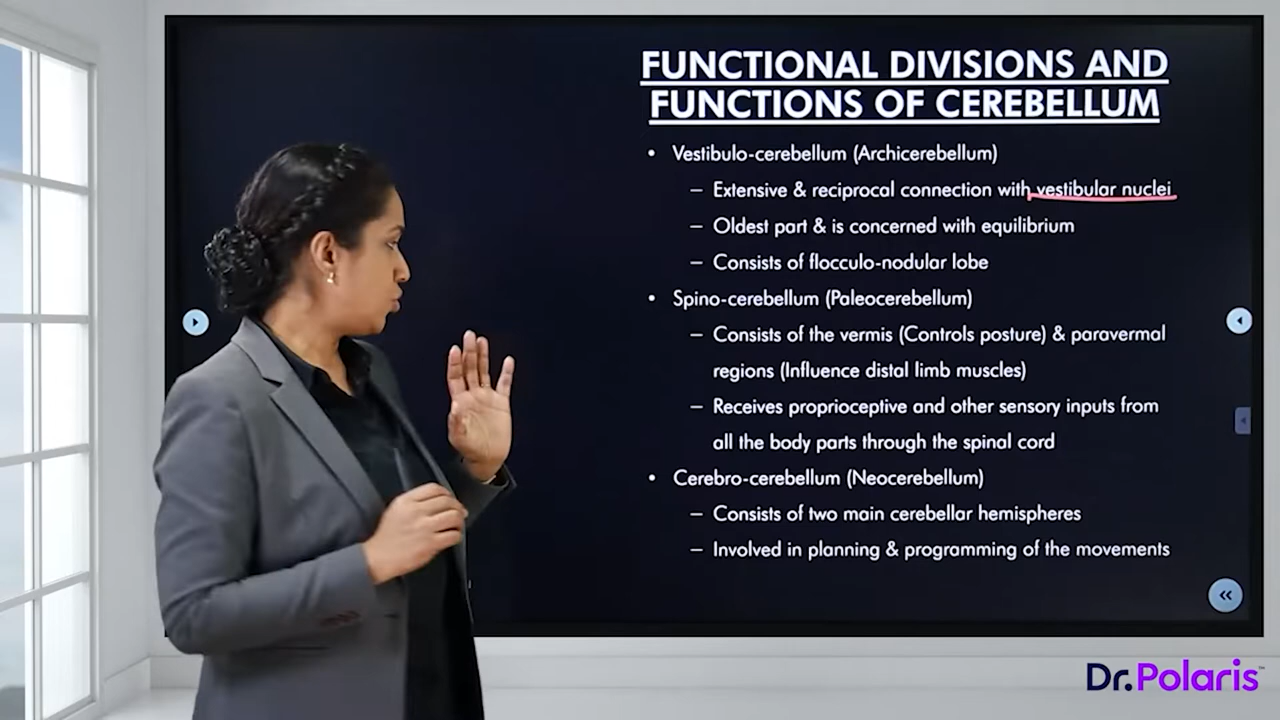 FUNCTIONAL DIVISIONS AND
FUNCTIONS OF CEREBELLUM
• Vestibulo-cerebellum (Archicerebellum)
– Extensive & reciprocal connection with vestibular nuclei
– Oldest part & is concerned with equilibrium
– Consists of flocculo-nodular lobe
• Spino-cerebellum (Paleocerebellum)
– Consists of the vermis (Controls posture) & paravermal
regions (Influence distal limb muscles)
– Receives proprioceptive and other sensory inputs from
all the body parts through the spinal cord
• Cerebro-cerebellum (Neocerebellum)
– Consists of two main cerebellar hemispheres
– Involved in planning & programming of the movements
Dr.Polaris™